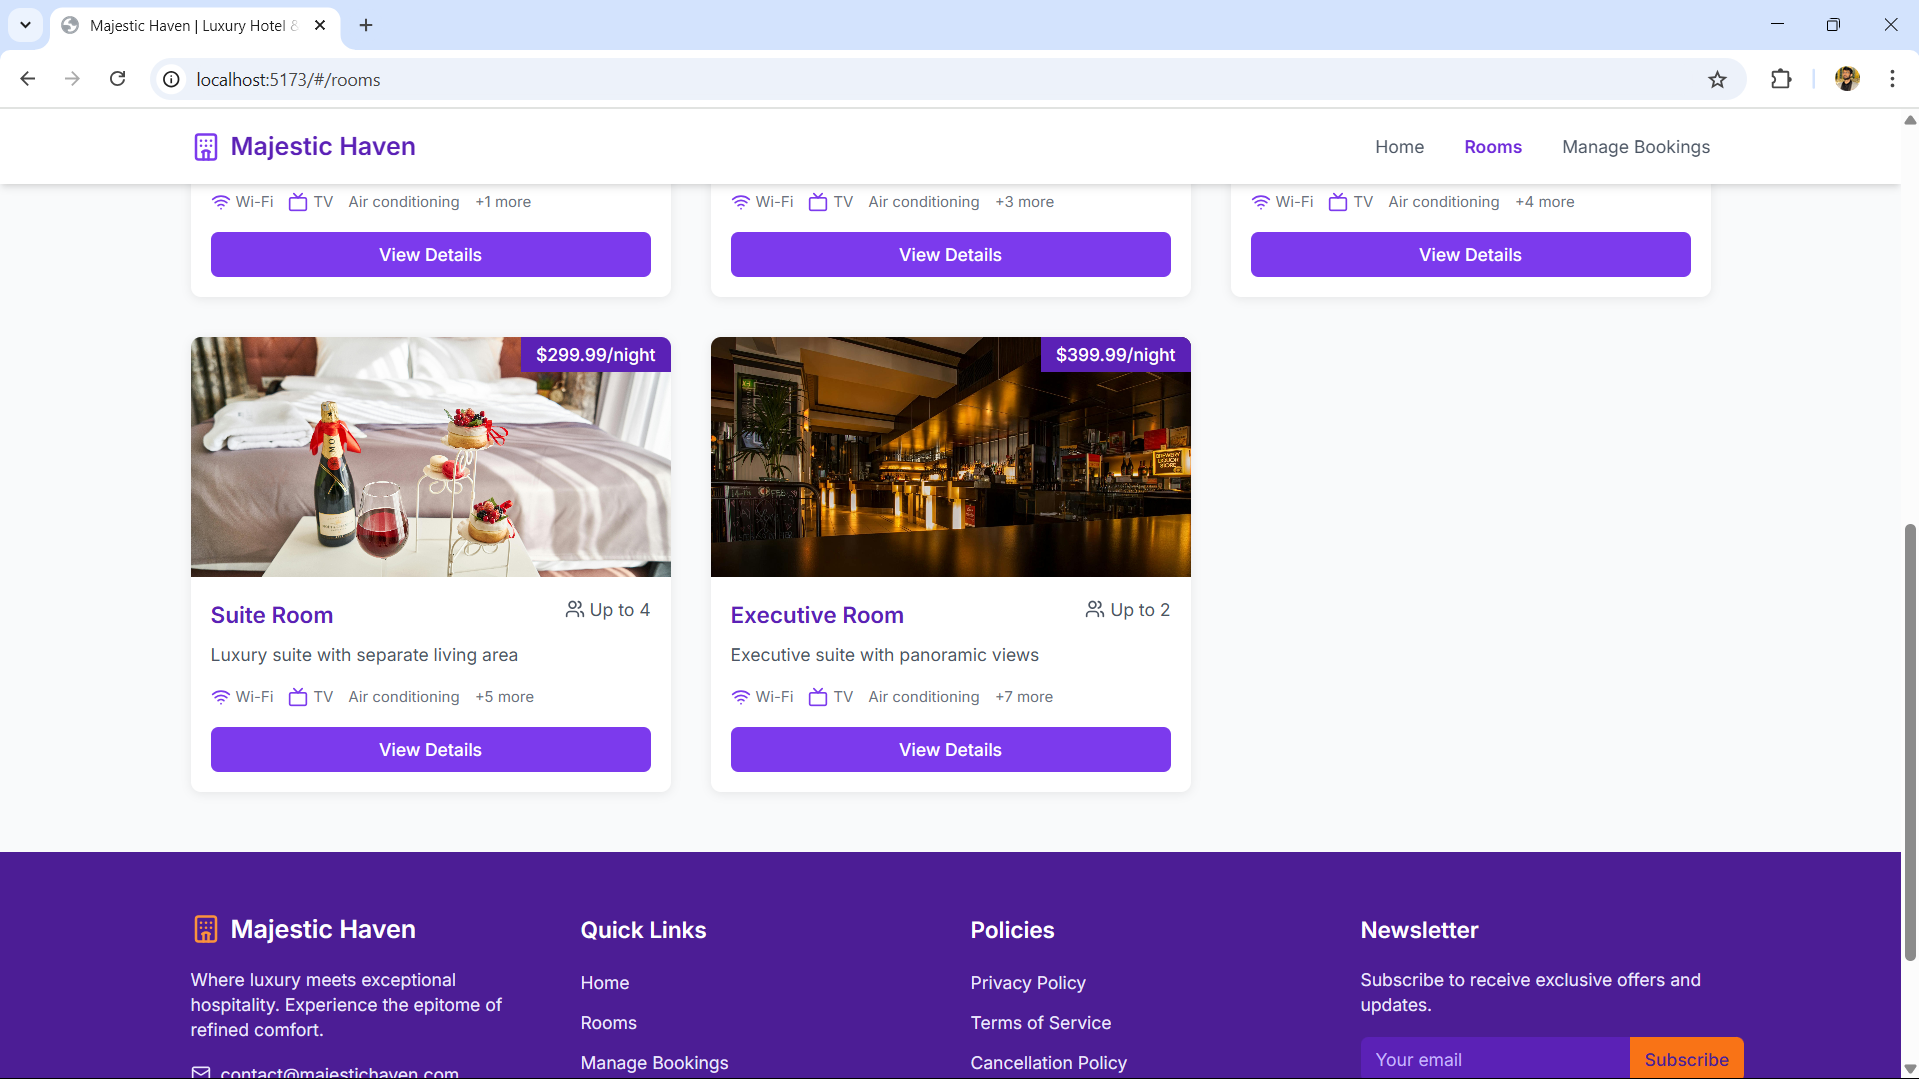 Majestic Haven | Luxury Hotel &
localhost:5173/#/rooms
Majestic Haven
Home
Rooms
Manage Bookings
Wi-Fi TV Air conditioning +1 more
Wi-Fi TV Air conditioning +3 more
Wi-Fi TV Air conditioning +4 more
View Details
View Details
View Details
$299.99/night
Suite Room
Up to 4
Luxury suite with separate living area
Wi-Fi TV Air conditioning +5 more
View Details
$399.99/night
Executive Room
Up to 2
Executive suite with panoramic views
Wi-Fi TV Air conditioning +7 more
View Details
Majestic Haven
Where luxury meets exceptional
hospitality. Experience the epitome of
refined comfort.
contact@majestichaven.com
Quick Links
Home
Rooms
Manage Bookings
Policies
Privacy Policy
Terms of Service
Cancellation Policy
Newsletter
Subscribe to receive exclusive offers and
updates.
Your email
Subscribe